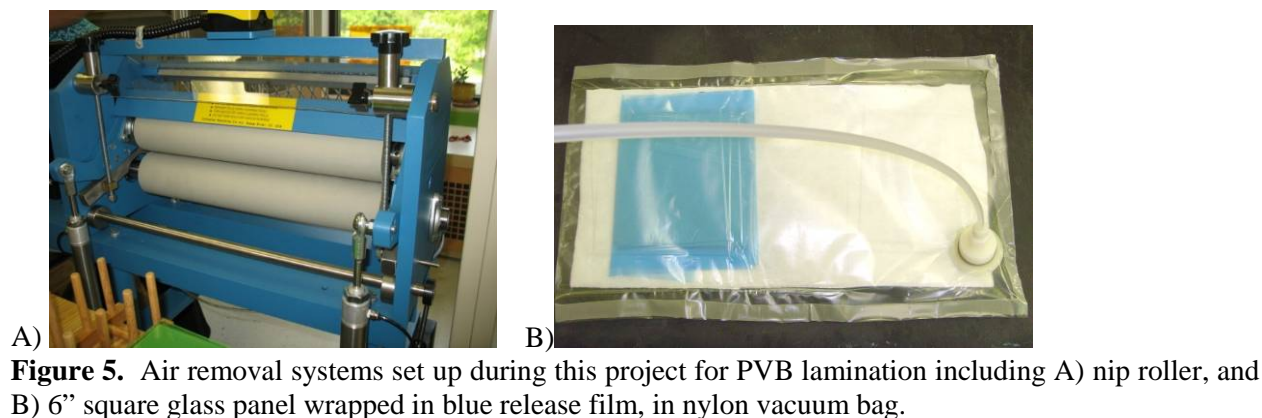 A)
B)
Figure 5. Air removal systems set up during this project for PVB lamination including A) nip roller, and
B) 6” square glass panel wrapped in blue release film, in nylon vacuum bag.